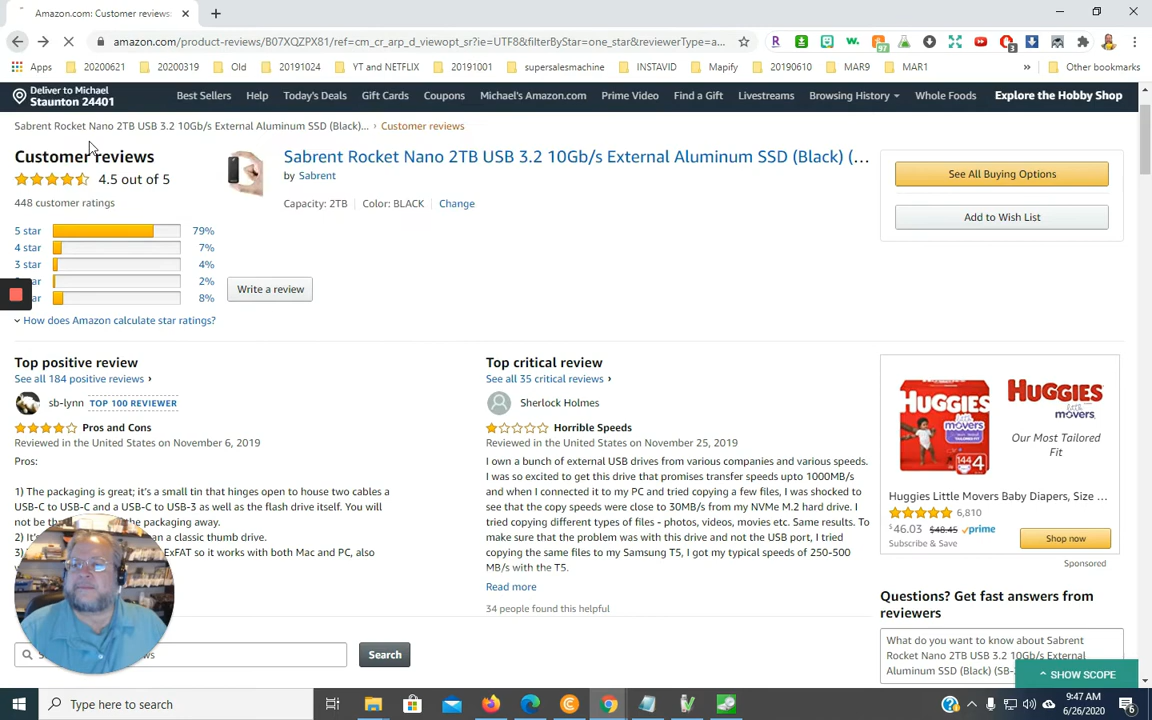 Amazon.com: Customer reviews:
amazon.com/product-reviews/B07XQZPX81/ref=cm_cr_arp_d_viewopt_sr?ie=UTF8&filterByStar=one_star&reviewerType=a...
Apps 20200621 20200319 Old 20191024 YT and NETFLIX 20191001 supersalesmachine INSTAVID Mapify 20190610 MAR9 MAR1 » Other bookmarks
Deliver to Michael
Staunton 24401
Best Sellers Help Today's Deals Gift Cards Coupons Michael's Amazon.com Prime Video Find a Gift Livestreams Browsing History Whole Foods Explore the Hobby Shop
Sabrent Rocket Nano 2TB USB 3.2 10Gb/s External Aluminum SSD (Black)... › Customer reviews
Customer reviews
4.5 out of 5
448 customer ratings
5 star 79%
4 star 7%
3 star 4%
2%
8%
How does Amazon calculate star ratings?
Sabrent Rocket Nano 2TB USB 3.2 10Gb/s External Aluminum SSD (Black) (...
by Sabrent
Capacity: 2TB Color: BLACK Change
Write a review
See All Buying Options
Add to Wish List
Top positive review
See all 184 positive reviews ›
sb-lynn TOP 100 REVIEWER
Pros and Cons
Reviewed in the United States on November 6, 2019
Pros:
1) The packaging is great; it's a small tin that hinges open to house two cables a
USB-C to USB-C and a USB-C to USB-3 as well as the flash drive itself. You will
not be the packaging away.
2) It's an a classic thumb drive.
3) ExFAT so it works with both Mac and PC, also
Top critical review
See all 35 critical reviews ›
Sherlock Holmes
Horrible Speeds
Reviewed in the United States on November 25, 2019
I own a bunch of external USB drives from various companies and various speeds.
I was so excited to get this drive that promises transfer speeds upto 1000MB/s
and when I connected it to my PC and tried copying a few files, I was shocked to
see that the copy speeds were close to 30MB/s from my NVMe M.2 hard drive. I
tried copying different types of files - photos, videos, movies etc. Same results. To
make sure that the problem was with this drive and not the USB port, I tried
copying the same files to my Samsung T5, I got my typical speeds of 250-500
MB/s with the T5.
Read more
34 people found this helpful
Search
HUGGIES
little movers
Our Most Tailored
Fit
Huggies Little Movers Baby Diapers, Size ...
6,810
$46.03 $48.45 prime
Subscribe & Save
Shop now
Sponsored
Questions? Get fast answers from
reviewers
What do you want to know about Sabrent
Rocket Nano 2TB USB 3.2 10Gb/s External
Aluminum SSD (Black) (SB-
SHOW SCOPE
Type here to search
9:47 AM
6/26/2020